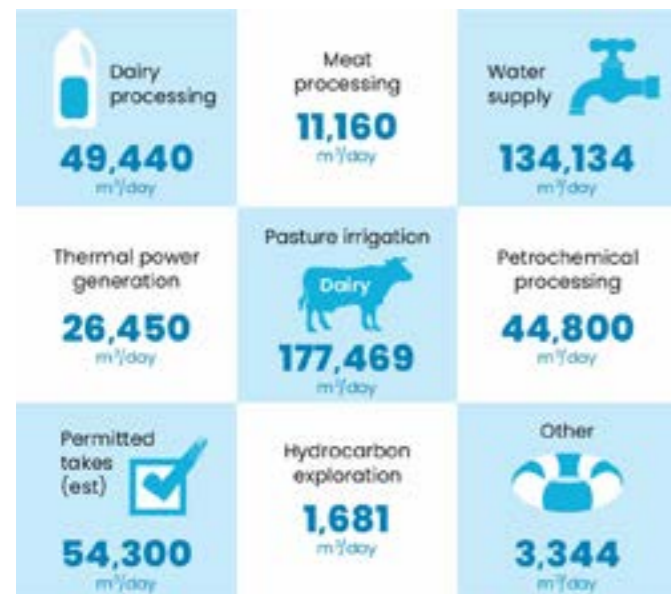 Dairy
processing
49,440
m³/day
Meat
processing
11,160
m³/day
Water
supply
134,134
m³/day
Thermal power
generation
26,450
m³/day
Pasture irrigation
Dairy
177,469
m³/day
Petrochemical
processing
44,800
m³/day
Permitted
takes
(est)
54,300
m³/day
Hydrocarbon
exploration
1,681
m³/day
Other
3,344
m³/day